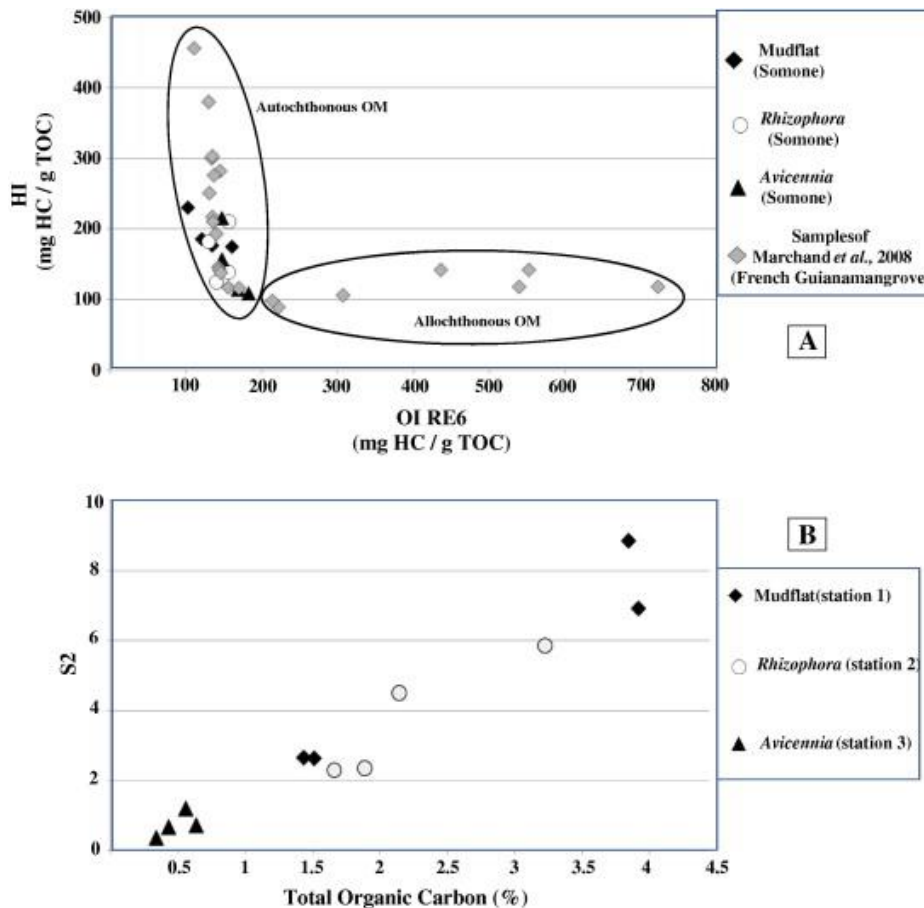 500
400
300
200
100
0
HI
(mg HC / g TOC)
Autochthonous OM
Allochthonous OM
100 200 300 400 500 600 700 800
OI RE6
(mg HC / g TOC)
Mudflat
(Somone)
Rhizophora
(Somone)
Avicennia
(Somone)
Samplesof
Marchand et al., 2008
(French Guianamangrove
A
10
8
6
4
2
0
S2
0.5 1 1.5 2 2.5 3 3.5 4 4.5
Total Organic Carbon (%)
B
Mudflat(station 1)
Rhizophora (station 2)
Avicennia (station 3)